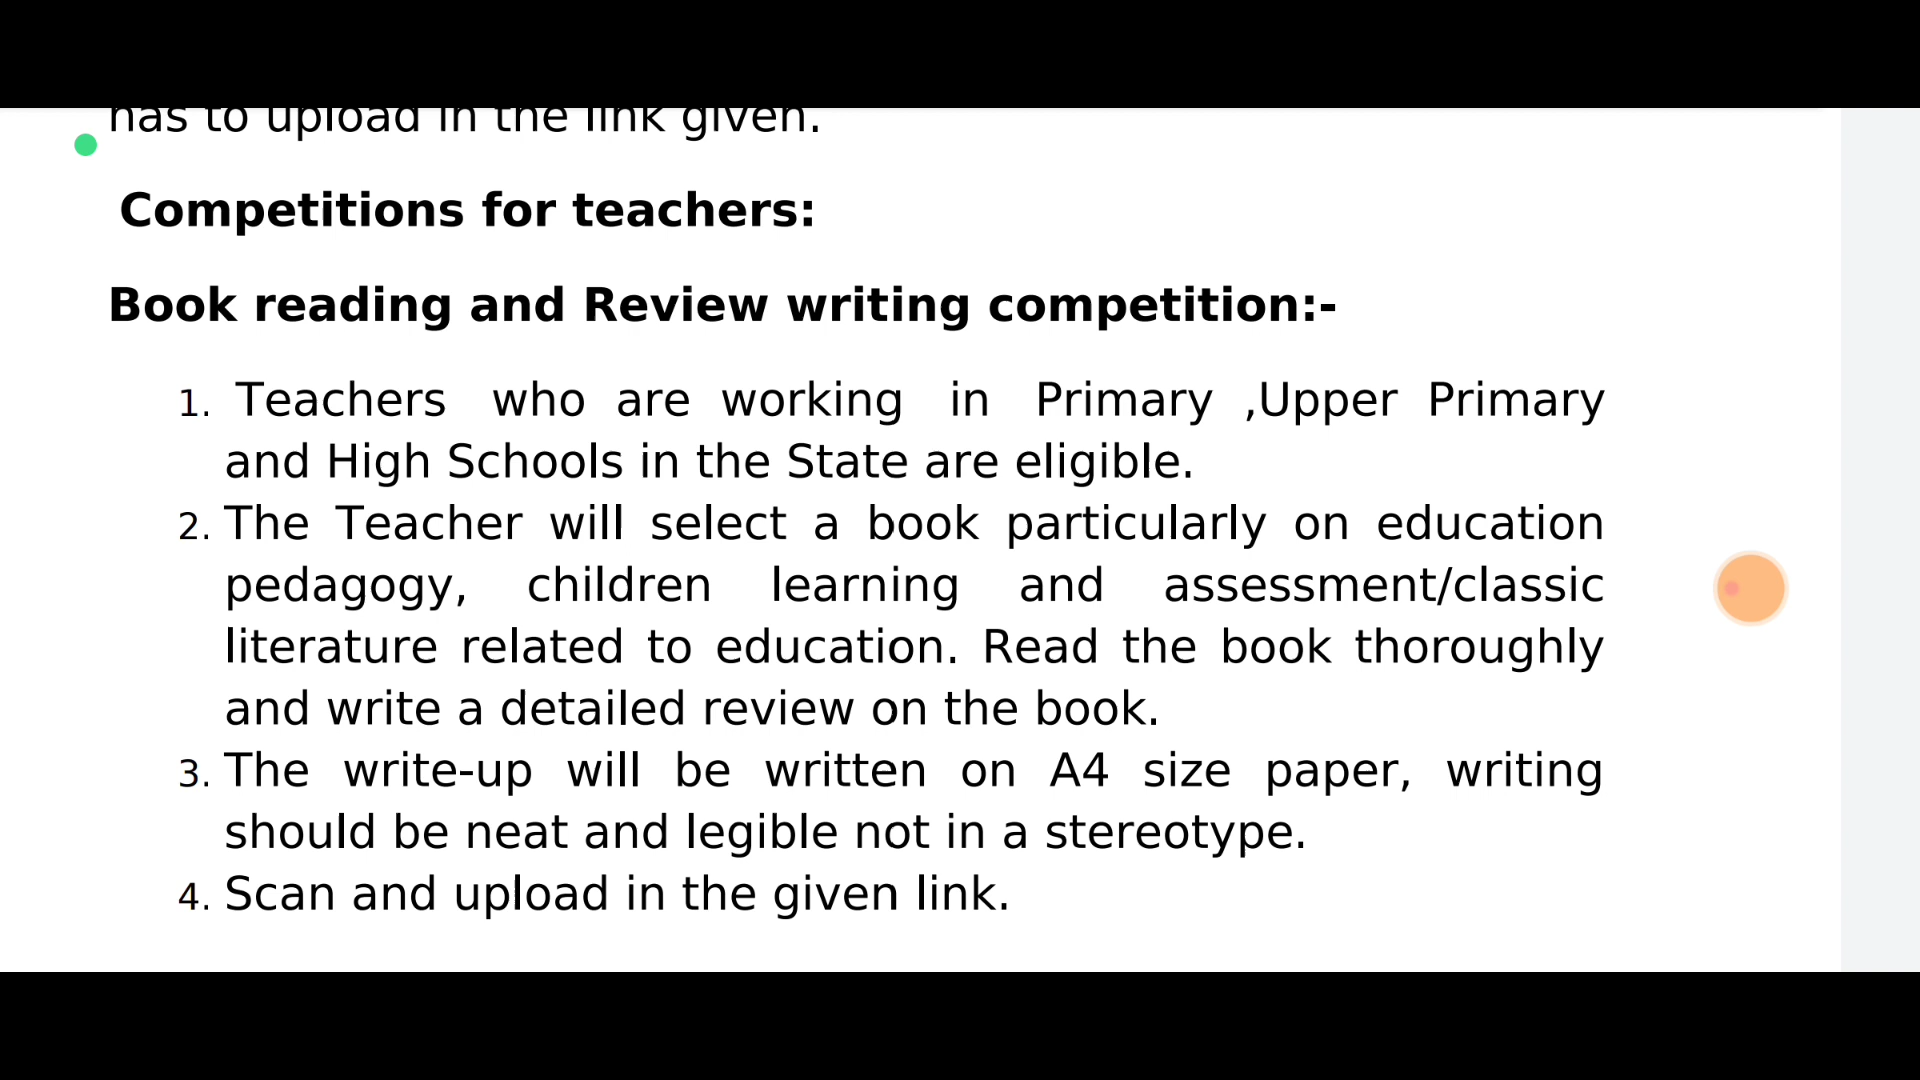 has to upload in the link given.
Competitions for teachers:
Book reading and Review writing competition:-
1. Teachers who are working in Primary ,Upper Primary
and High Schools in the State are eligible.
2. The Teacher will select a book particularly on education
pedagogy, children learning and assessment/classic
literature related to education. Read the book thoroughly
and write a detailed review on the book.
3. The write-up will be written on A4 size paper, writing
should be neat and legible not in a stereotype.
4. Scan and upload in the given link.